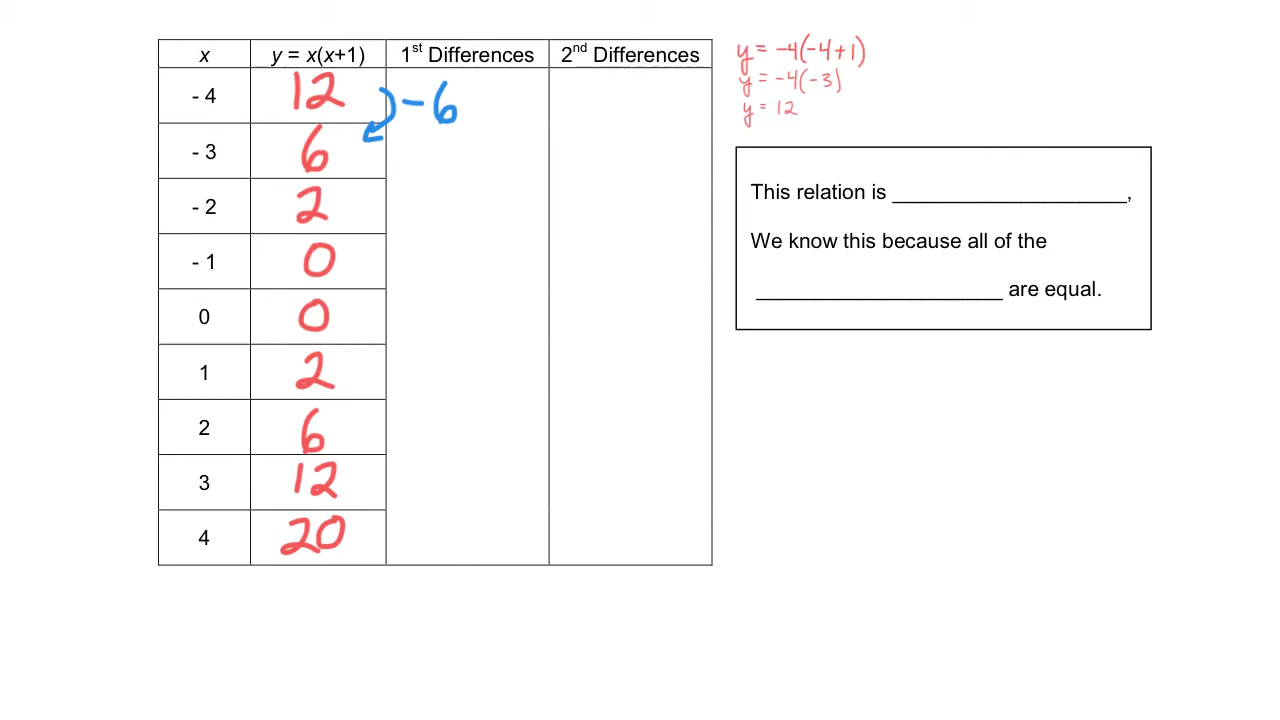 x y = x(x+1) 1st Differences 2nd Differences
- 4 12 -6
- 3 6
- 2 2
- 1 0
0 0
1 2
2 6
3 12
4 20
y = -4(-4+1)
y = -4(-3)
y = 12
This relation is ____________________,
We know this because all of the
_____________________ are equal.